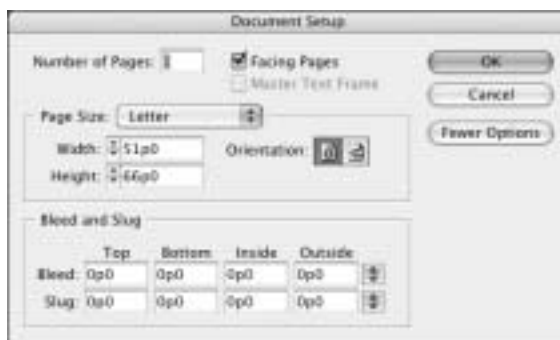 Document Setup
Number of Pages: 1
Facing Pages
OK
Master Text Frame
Cancel
Page Size: Letter
Fewer Options
Width: 51p0
Orientation:
Height: 66p0
Bleed and Slug
Top Bottom Inside Outside
Bleed: 0p0 0p0 0p0 0p0
Slug: 0p0 0p0 0p0 0p0